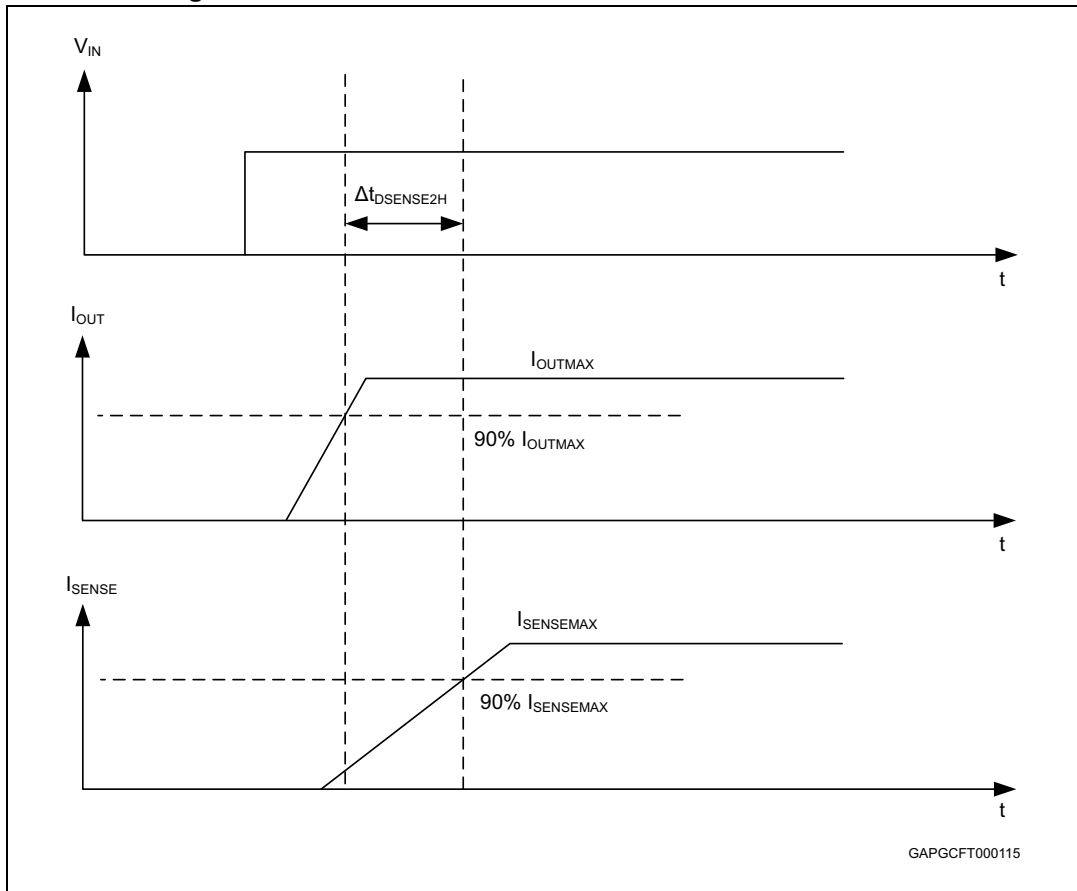 V_IN
Δt_DSENSE2H
t
I_OUT
I_OUTMAX
90% I_OUTMAX
t
I_SENSE
I_SENSEMAX
90% I_SENSEMAX
t
GAPGCFT000115